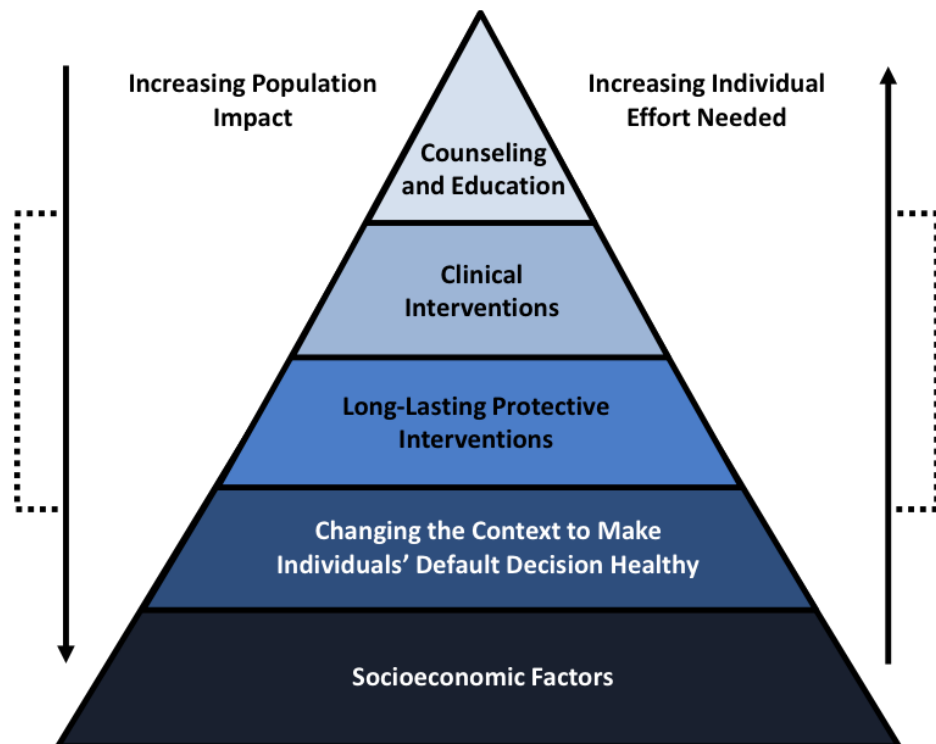 Increasing Population
Impact
Increasing Individual
Effort Needed
Counseling
and Education
Clinical
Interventions
Long-Lasting Protective
Interventions
Changing the Context to Make
Individuals’ Default Decision Healthy
Socioeconomic Factors